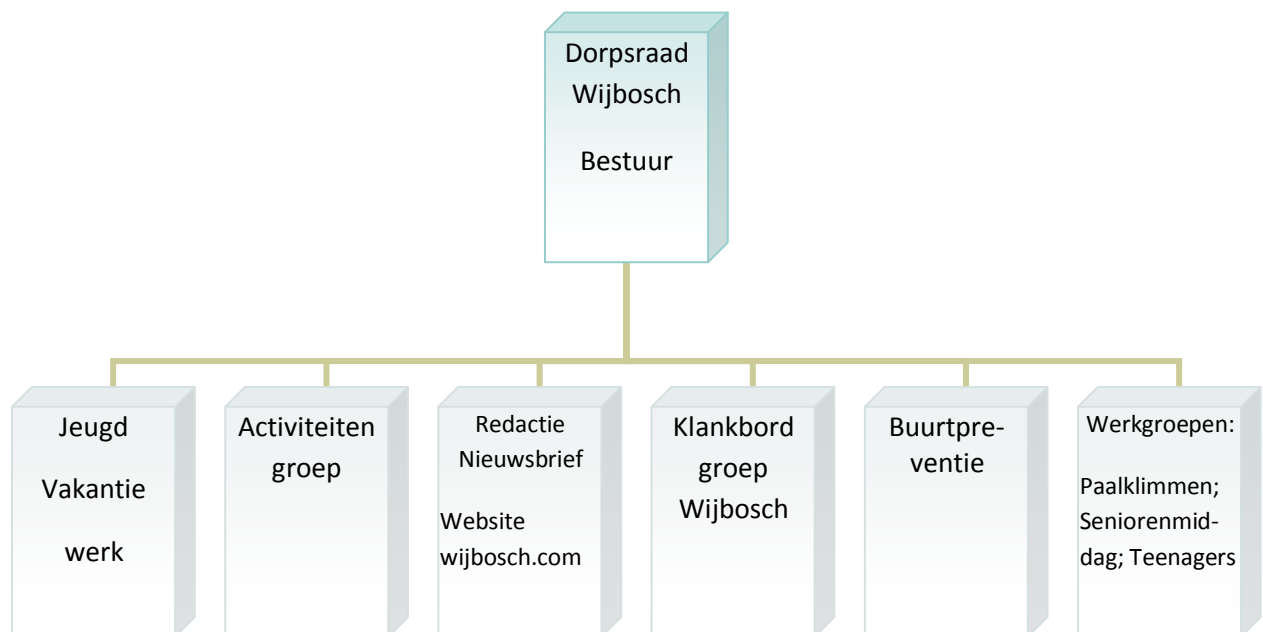 Dorpsraad
Wijbosch
Bestuur
Jeugd
Vakantie
werk
Activiteiten
groep
Redactie
Nieuwsbrief
Website
wijbosch.com
Klankbord
groep
Wijbosch
Buurtpre-
ventie
Werkgroepen:
Paalklimmen;
Seniorenmid-
dag; Teenagers